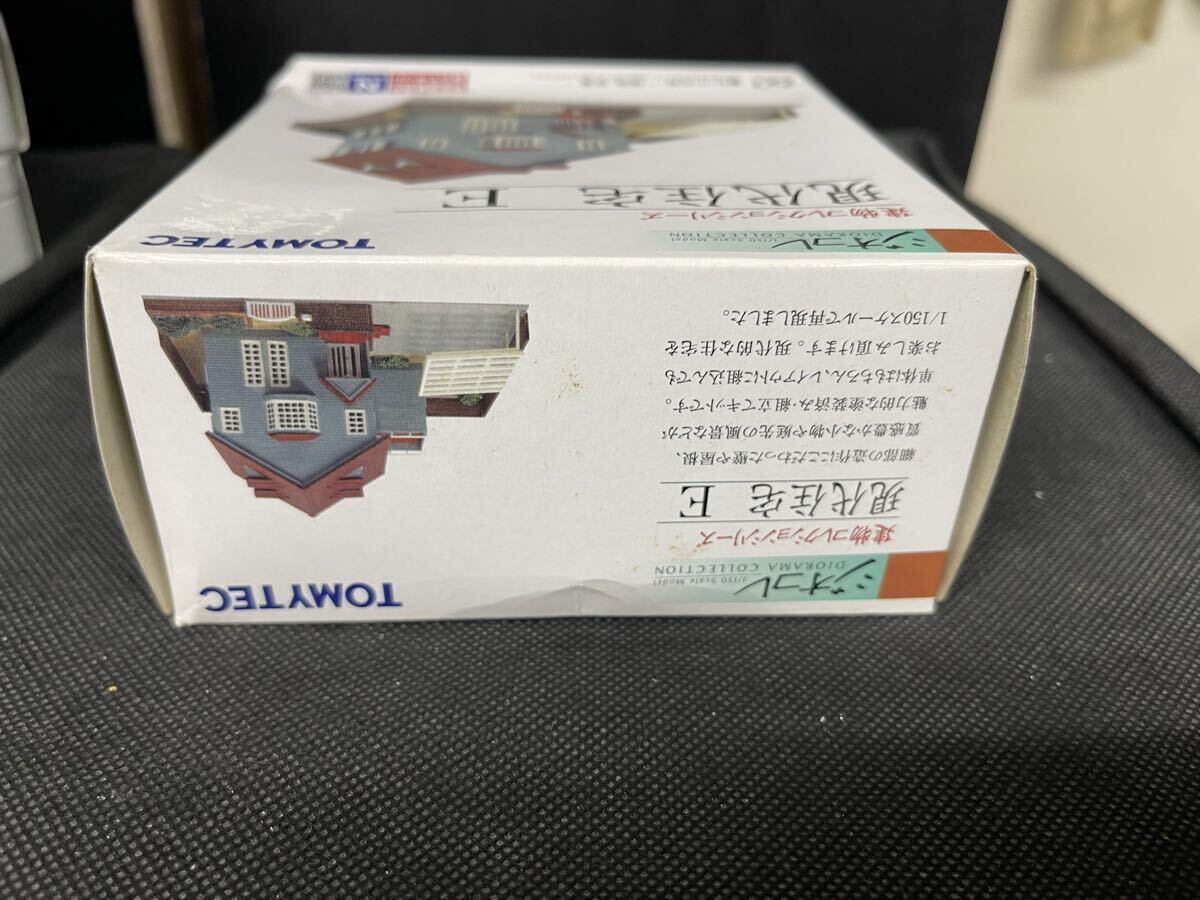 ジオコレ
1/150 Scale Model
DIORAMA COLLECTION
TOMYTEC
建物コレクションシリーズ
現代住宅 E
細部の造作にこだわった壁や屋根、
質感豊かな小物や庭先の風景などが
魅力的な塗装済み・組立てキットです。
単体はもちろん、レイアウトに組込んでも
お楽しみ頂けます。現代的な住宅を
1/150スケールで再現しました。
ジオコレ
1/150 Scale Model
DIORAMA COLLECTION
TOMYTEC
建物コレクションシリーズ
現代住宅 E